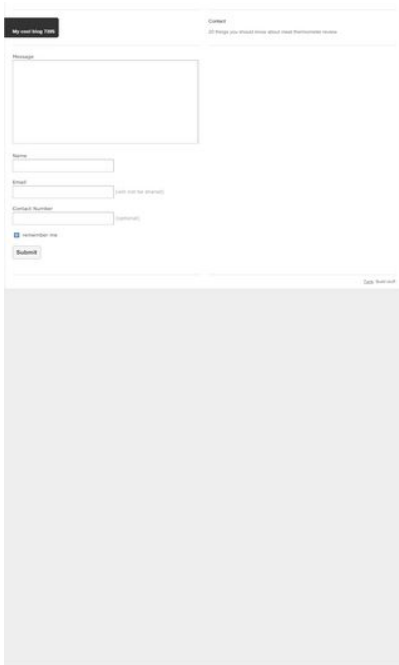 My cool blog 7395
Contact
20 things you should know about meat thermometer review
Message
Name
Email
(will not be shared)
Contact Number
(optional)
remember me
Submit